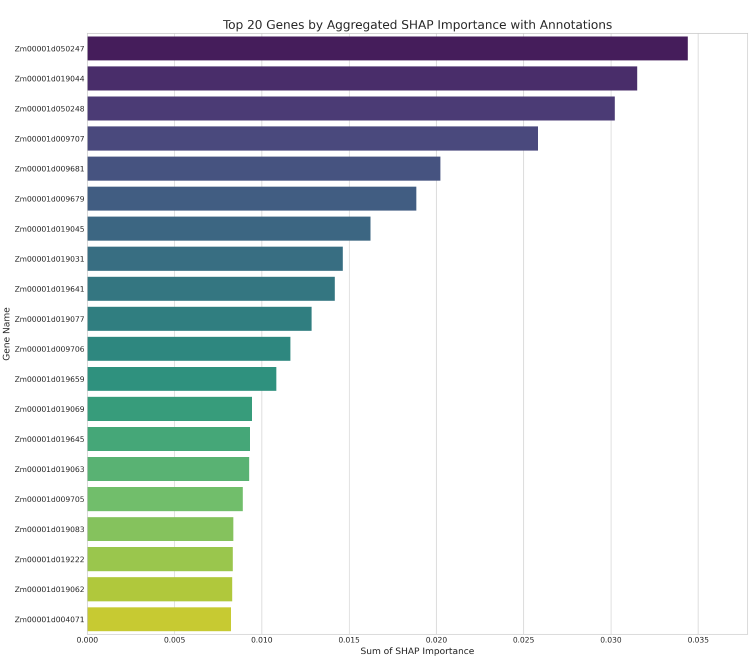 Top 20 Genes by Aggregated SHAP Importance with Annotations
Gene Name
Zm00001d050247
Zm00001d019044
Zm00001d050248
Zm00001d009707
Zm00001d009681
Zm00001d009679
Zm00001d019045
Zm00001d019031
Zm00001d019641
Zm00001d019077
Zm00001d009706
Zm00001d019659
Zm00001d019069
Zm00001d019645
Zm00001d019063
Zm00001d009705
Zm00001d019083
Zm00001d019222
Zm00001d019062
Zm00001d004071
0.000 0.005 0.010 0.015 0.020 0.025 0.030 0.035
Sum of SHAP Importance